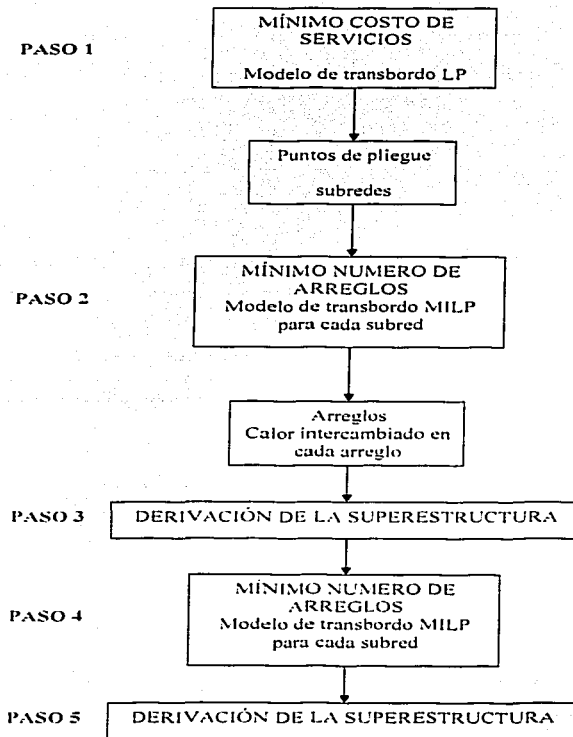 PASO 1
MÍNIMO COSTO DE
SERVICIOS
Modelo de transbordo LP
Puntos de pliegue
subredes
PASO 2
MÍNIMO NUMERO DE
ARREGLOS
Modelo de transbordo MILP
para cada subred
Arreglos
Calor intercambiado en
cada arreglo
PASO 3
DERIVACIÓN DE LA SUPERESTRUCTURA
PASO 4
MÍNIMO NUMERO DE
ARREGLOS
Modelo de transbordo MILP
para cada subred
PASO 5
DERIVACIÓN DE LA SUPERESTRUCTURA